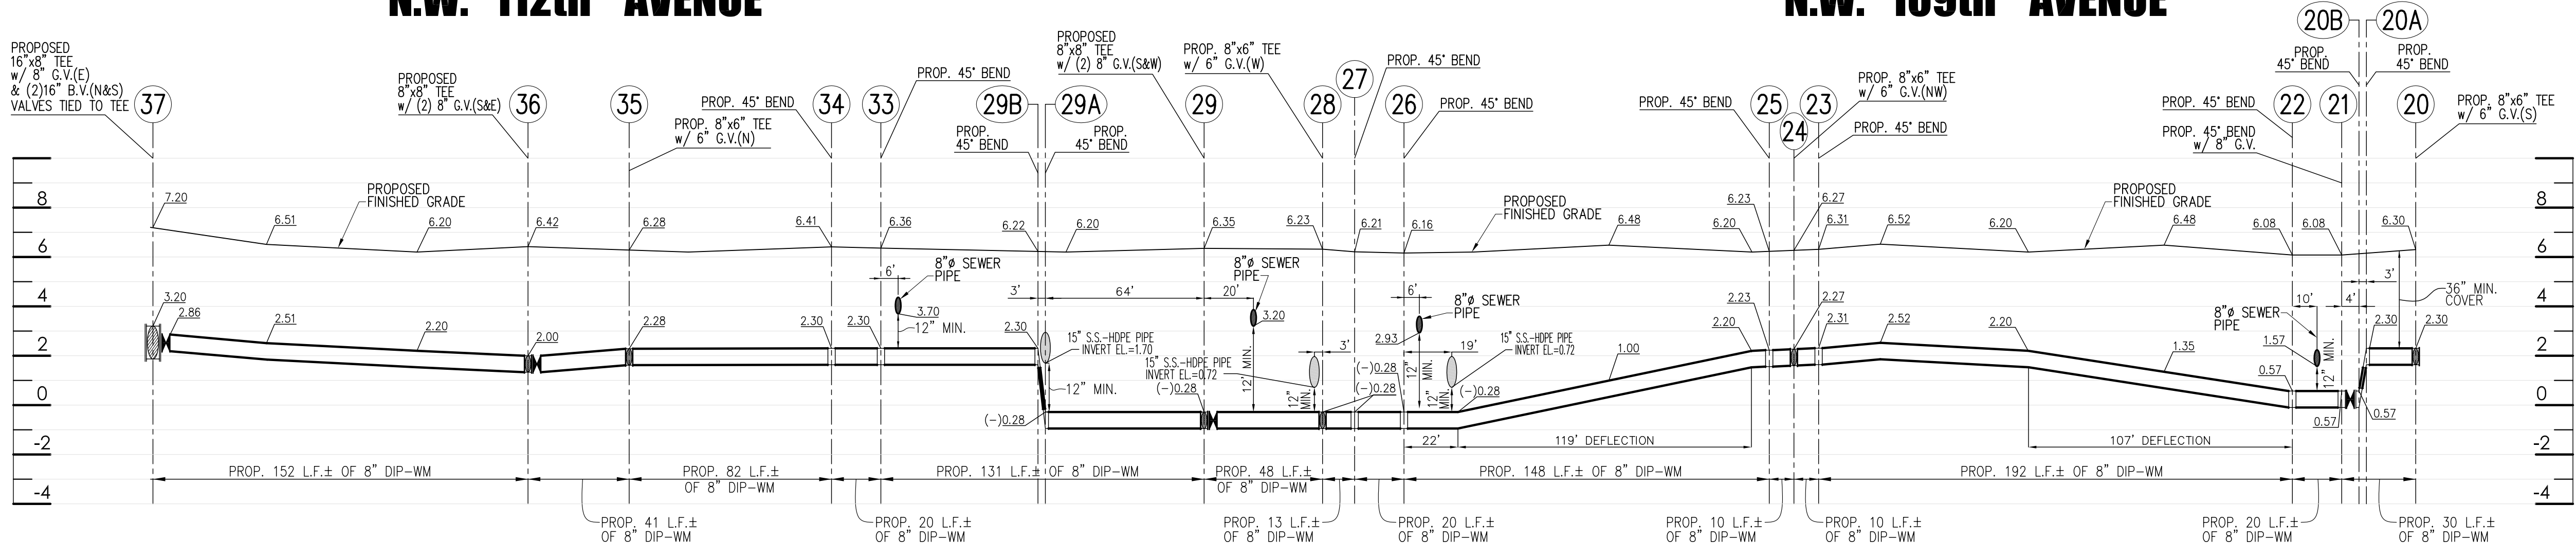 N.W. 112th AVENUE
N.W. 109th AVENUE
PROPOSED
16"x8" TEE
w/ 8" G.V.(E)
& (2)16" B.V.(N&S)
VALVES TIED TO TEE
37
PROPOSED
8"x8" TEE
w/ (2) 8" G.V.(S&E)
36
35
PROP. 8"x6" TEE
w/ 6" G.V.(N)
PROP. 45° BEND
34
33
PROP. 45° BEND
29B
PROP.
45° BEND
29A
PROP.
45° BEND
PROPOSED
8"x8" TEE
w/ (2) 8" G.V.(S&W)
29
PROP. 8"x6" TEE
w/ 6" G.V.(W)
28
27
PROP. 45° BEND
26
PROP. 45° BEND
PROP. 45° BEND
25
24
PROP. 8"x6" TEE
w/ 6" G.V.(NW)
23
PROP. 45° BEND
PROP. 45° BEND
22
PROP. 45° BEND
w/ 8" G.V.
21
20B
PROP.
45° BEND
20A
PROP.
45° BEND
20
PROP. 8"x6" TEE
w/ 6" G.V.(S)
8
6
4
2
0
-2
-4
7.20
6.51
PROPOSED
FINISHED GRADE
6.20
6.42
6.28
6.41
6.36
6.22
6.20
6.35
6.23
6.21
6.16
PROPOSED
FINISHED GRADE
6.48
6.20
6.23
6.27
6.31
6.52
6.20
PROPOSED
FINISHED GRADE
6.48
6.08
6.08
6.30
8
6
4
2
0
-2
-4
3.20
2.86
2.51
2.20
2.00
2.28
2.30
2.30
6'
8"ø SEWER
PIPE
3.70
12" MIN.
2.30
3'
64'
15" S.S.-HDPE PIPE
INVERT EL.=1.70
12" MIN.
(-)0.28
(-)0.28
20'
8"ø SEWER
PIPE
3.20
12' MIN.
15" S.S.-HDPE PIPE
INVERT EL.=0.72
3'
12"
MIN.
(-)0.28
(-)0.28
6'
8"ø SEWER
PIPE
2.93
12"
MIN.
19'
15" S.S.-HDPE PIPE
INVERT EL.=0.72
12"
MIN.
(-)0.28
1.00
2.20
2.23
2.27
2.31
2.52
2.20
1.35
0.57
10'
8"ø SEWER
PIPE
1.57
12"
MIN.
4'
3'
0.57
0.57
2.30
2.30
36" MIN.
COVER
22'
119' DEFLECTION
107' DEFLECTION
PROP. 152 L.F.± OF 8" DIP-WM
PROP. 41 L.F.±
OF 8" DIP-WM
PROP. 82 L.F.±
OF 8" DIP-WM
PROP. 20 L.F.±
OF 8" DIP-WM
PROP. 131 L.F.± OF 8" DIP-WM
PROP. 48 L.F.±
OF 8" DIP-WM
PROP. 13 L.F.±
OF 8" DIP-WM
PROP. 20 L.F.±
OF 8" DIP-WM
PROP. 148 L.F.± OF 8" DIP-WM
PROP. 10 L.F.±
OF 8" DIP-WM
PROP. 10 L.F.±
OF 8" DIP-WM
PROP. 192 L.F.± OF 8" DIP-WM
PROP. 20 L.F.±
OF 8" DIP-WM
PROP. 30 L.F.±
OF 8" DIP-WM